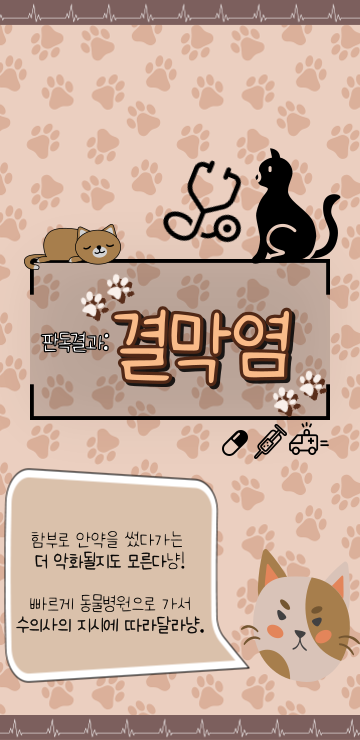 판독결과: 결막염
함부로 안약을 썼다가는
더 악화될지도 모른다냥!
빠르게 동물병원으로 가서
수의사의 지시에 따라달라냥.